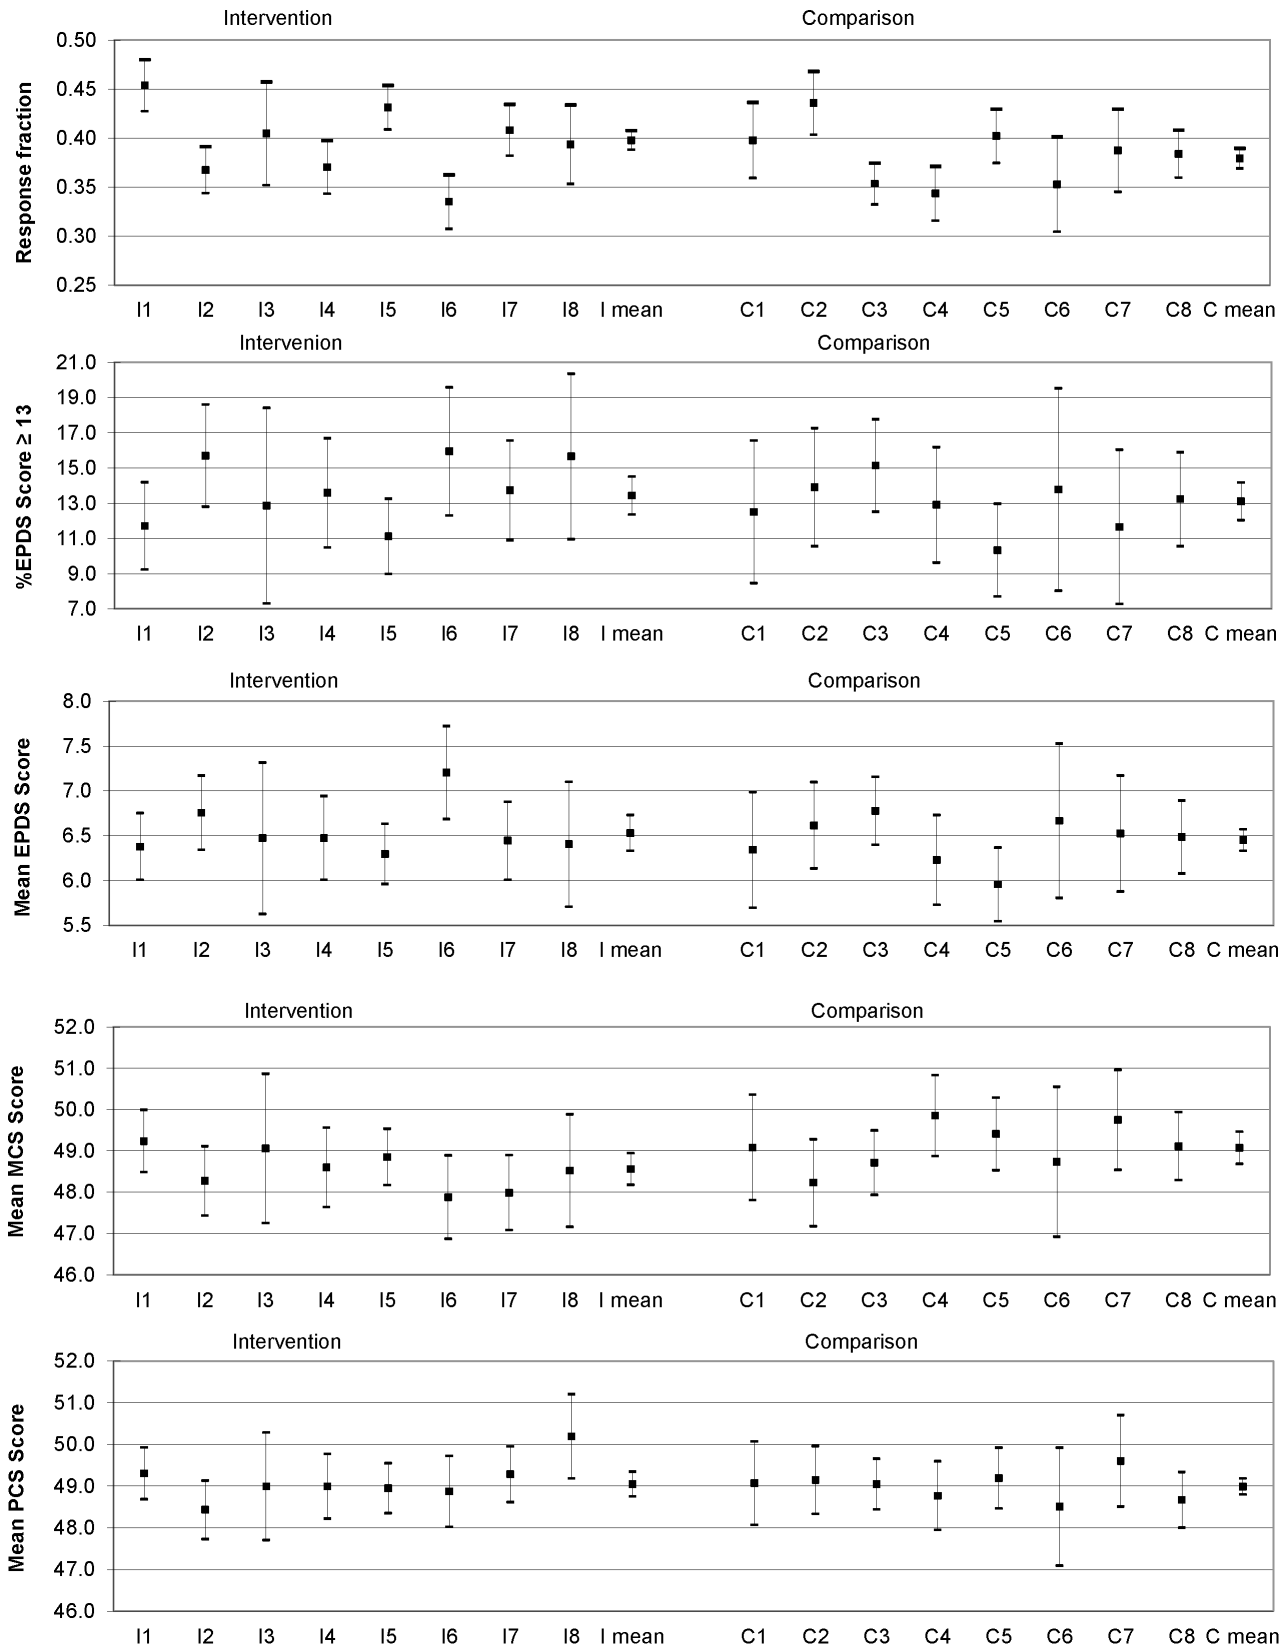 Intervention Comparison
Response fraction
0.50
0.45
0.40
0.35
0.30
0.25
I1 I2 I3 I4 I5 I6 I7 I8 I mean C1 C2 C3 C4 C5 C6 C7 C8 C mean
Intervenion Comparison
%EPDS Score ≥ 13
21.0
19.0
17.0
15.0
13.0
11.0
9.0
7.0
I1 I2 I3 I4 I5 I6 I7 I8 I mean C1 C2 C3 C4 C5 C6 C7 C8 C mean
Intervention Comparison
Mean EPDS Score
8.0
7.5
7.0
6.5
6.0
5.5
I1 I2 I3 I4 I5 I6 I7 I8 I mean C1 C2 C3 C4 C5 C6 C7 C8 C mean
Intervention Comparison
Mean MCS Score
52.0
51.0
50.0
49.0
48.0
47.0
46.0
I1 I2 I3 I4 I5 I6 I7 I8 I mean C1 C2 C3 C4 C5 C6 C7 C8 C mean
Intervention Comparison
Mean PCS Score
52.0
51.0
50.0
49.0
48.0
47.0
46.0
I1 I2 I3 I4 I5 I6 I7 I8 I mean C1 C2 C3 C4 C5 C6 C7 C8 C mean